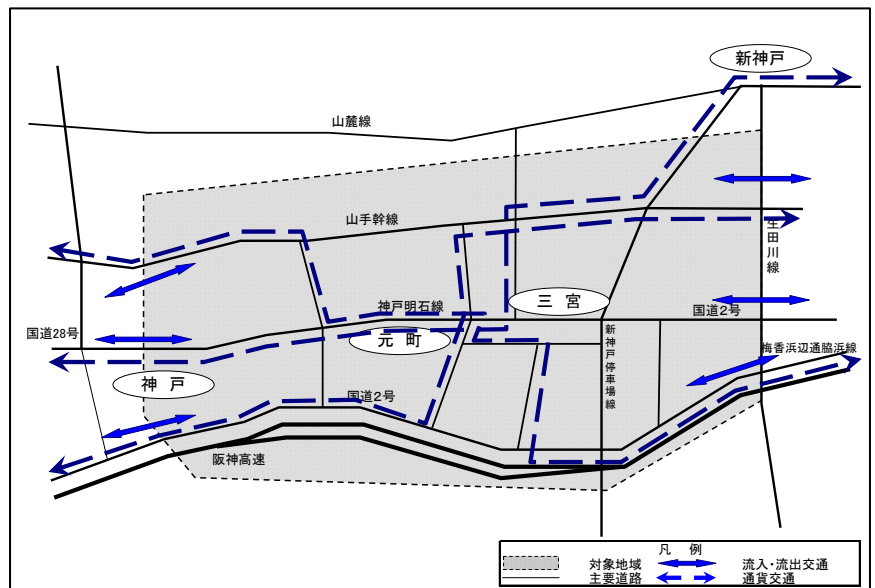 新神戸
山麓線
山手幹線
生田川線
神戸明石線
三 宮
国道2号
国道28号
元 町
新神戸停車場線
梅香浜辺通脇浜線
神 戸
国道2号
阪神高速
凡 例
対象地域
流入・流出交通
主要道路
通貨交通